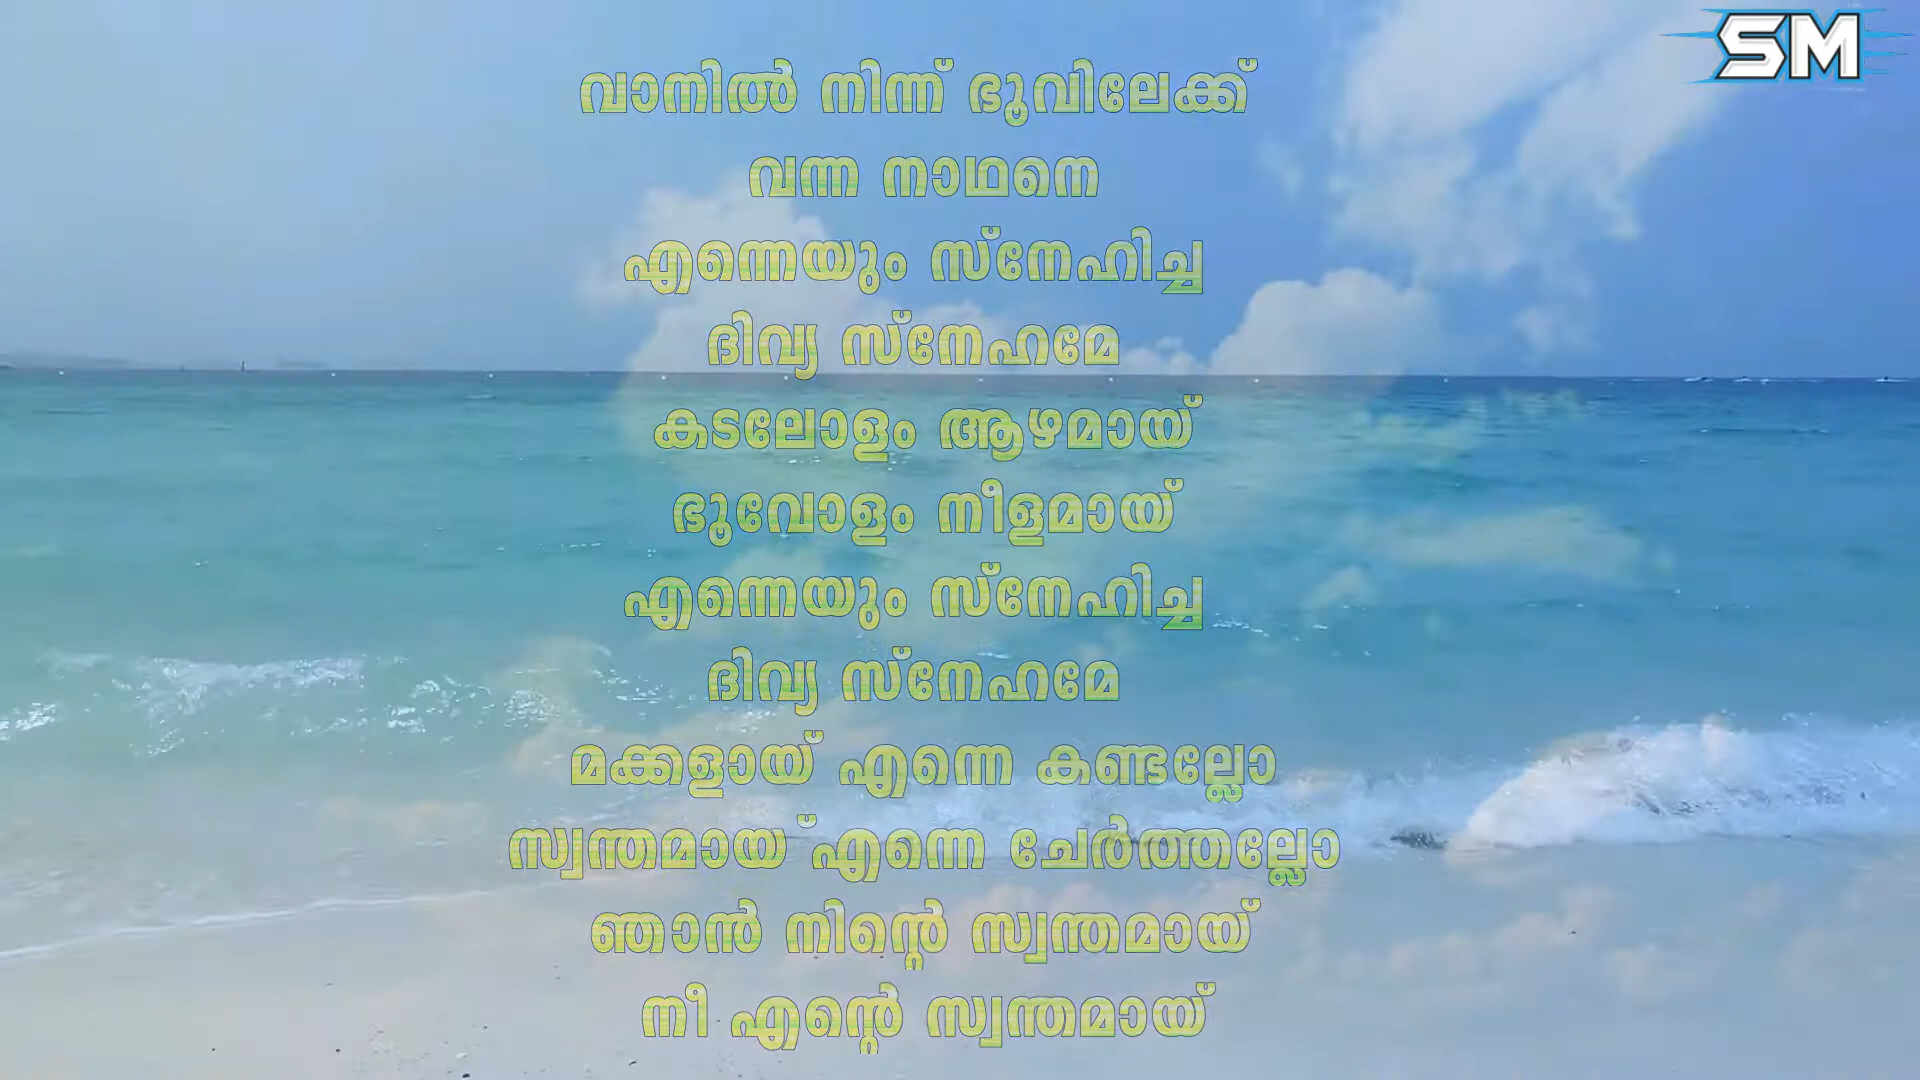 SM
വാനിൽ നിന്ന് ഭൂവിലേക്ക്
വന്ന നാഥനെ
എന്നെയും സ്നേഹിച്ച
ദിവ്യ സ്നേഹമേ
കടലോളം ആഴമായ്
ഭൂവോളം നീളമായ്
എന്നെയും സ്നേഹിച്ച
ദിവ്യ സ്നേഹമേ
മക്കളായ് എന്നെ കണ്ടല്ലോ
സ്വന്തമായ് എന്നെ ചേർത്തല്ലോ
ഞാൻ നിന്റെ സ്വന്തമായ്
നീ എന്റെ സ്വന്തമായ്